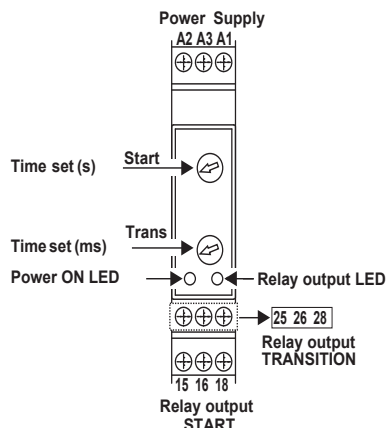 Power Supply
A2 A3 A1
Start
Time set (s)
Trans
Time set (ms)
Power ON LED
Relay output LED
25 26 28
Relay output
TRANSITION
15 16 18
Relay output
START